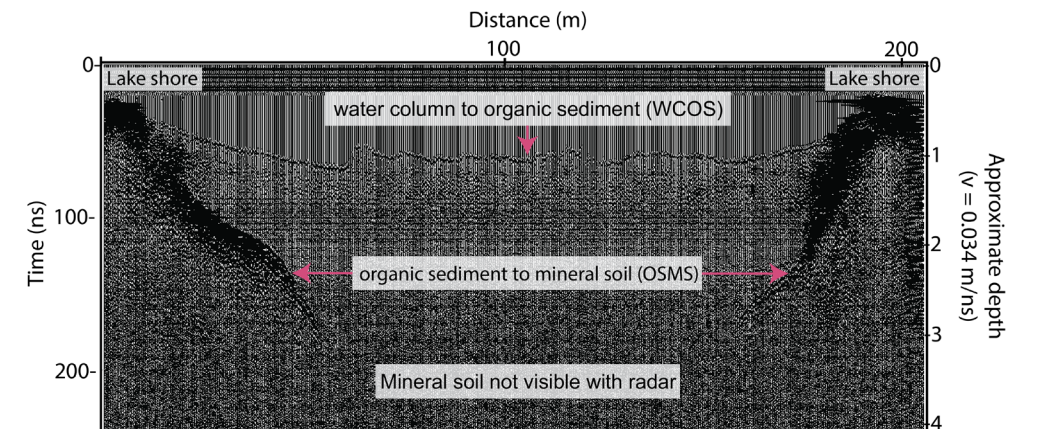 Distance (m)
100
200
0
0
Lake shore
Lake shore
water column to organic sediment (WCOS)
1
100
2
organic sediment to mineral soil (OSMS)
3
200
Mineral soil not visible with radar
4
Time (ns)
Approximate depth
(v = 0.034 m/ns)